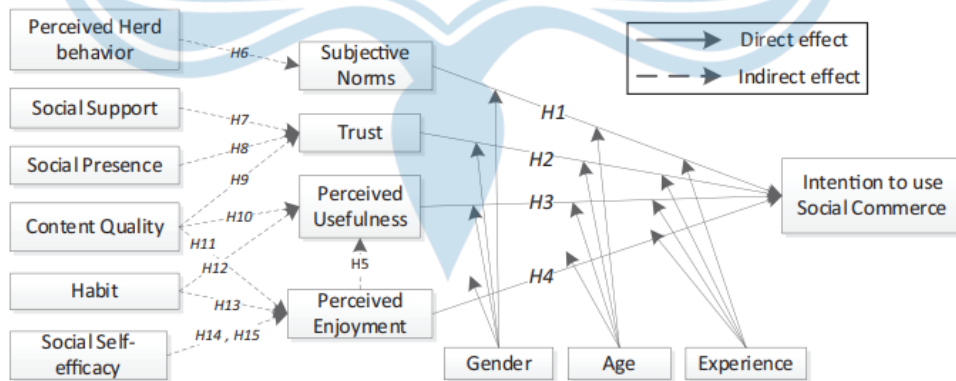 Perceived Herd
behavior
H6
Subjective
Norms
Direct effect
Indirect effect
Social Support
H7
Trust
H1
Social Presence
H8
H2
H9
Intention to use
Social Commerce
Content Quality
H10
Perceived
Usefulness
H3
H11
H12
H5
H4
Habit
H13
Perceived
Enjoyment
H14 , H15
Social Self-
efficacy
Gender
Age
Experience